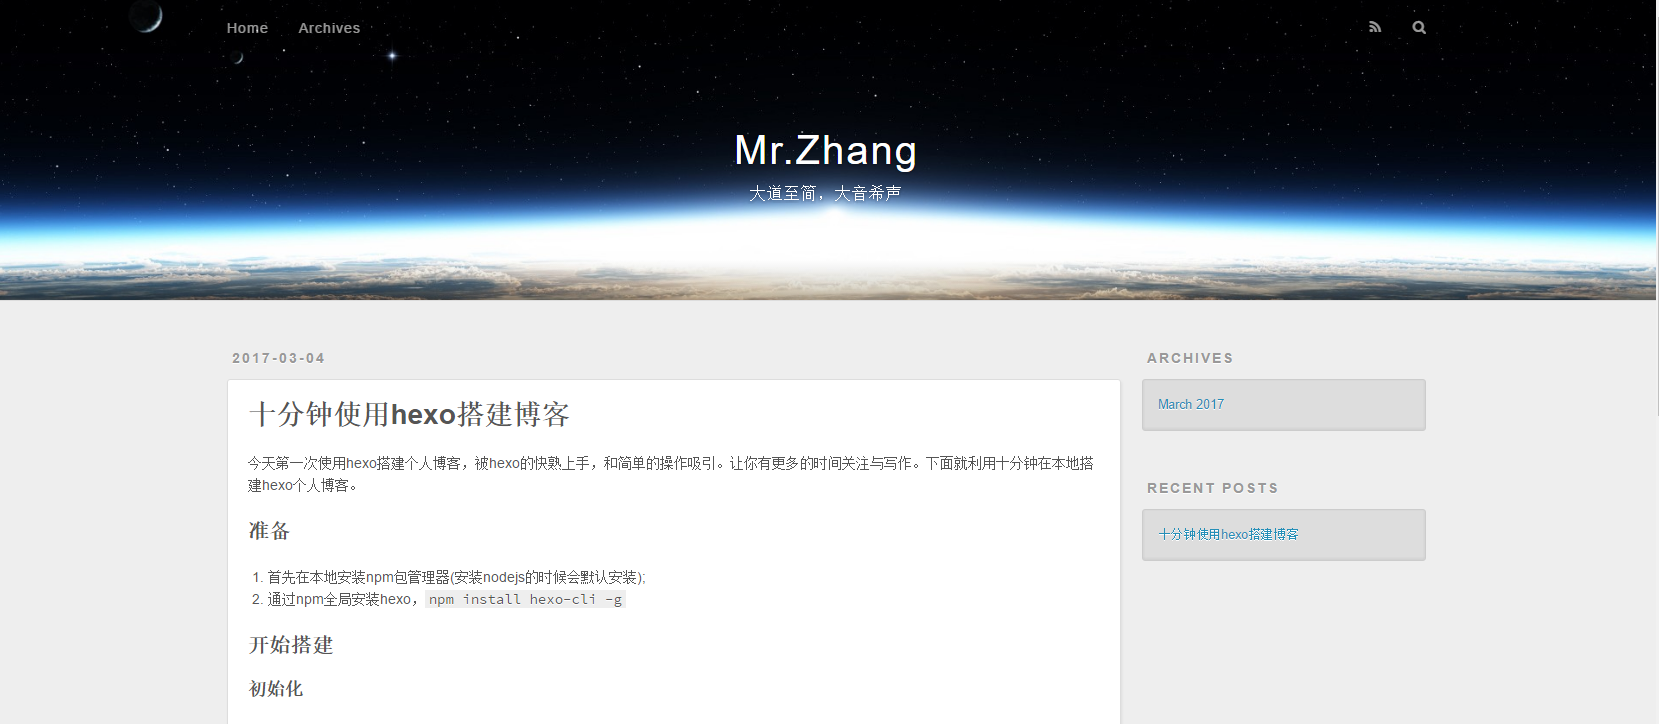 Home Archives
Mr.Zhang
大道至简，大音希声
2017-03-04
十分钟使用hexo搭建博客
今天第一次使用hexo搭建个人博客，被hexo的快熟上手，和简单的操作吸引。让你有更多的时间关注与写作。下面就利用十分钟在本地搭
建hexo个人博客。
准备
1. 首先在本地安装npm包管理器(安装nodejs的时候会默认安装);
2. 通过npm全局安装hexo，npm install hexo-cli -g
开始搭建
初始化
ARCHIVES
March 2017
RECENT POSTS
十分钟使用hexo搭建博客